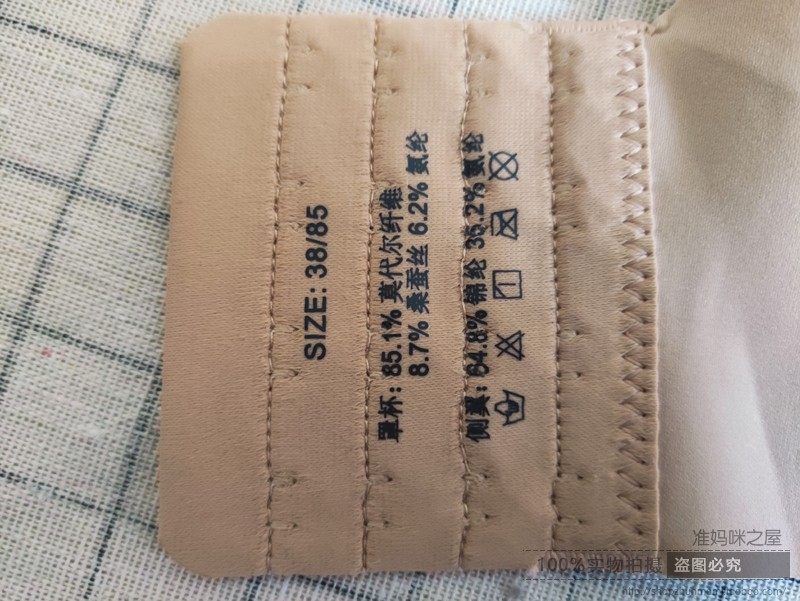 SIZE: 38/85
罩杯: 85.1% 莫代尔纤维
8.7% 桑蚕丝 6.2% 氨纶
侧翼: 64.8% 锦纶 35.2% 氨纶
准妈咪之屋
100%实物拍摄 盗图必究